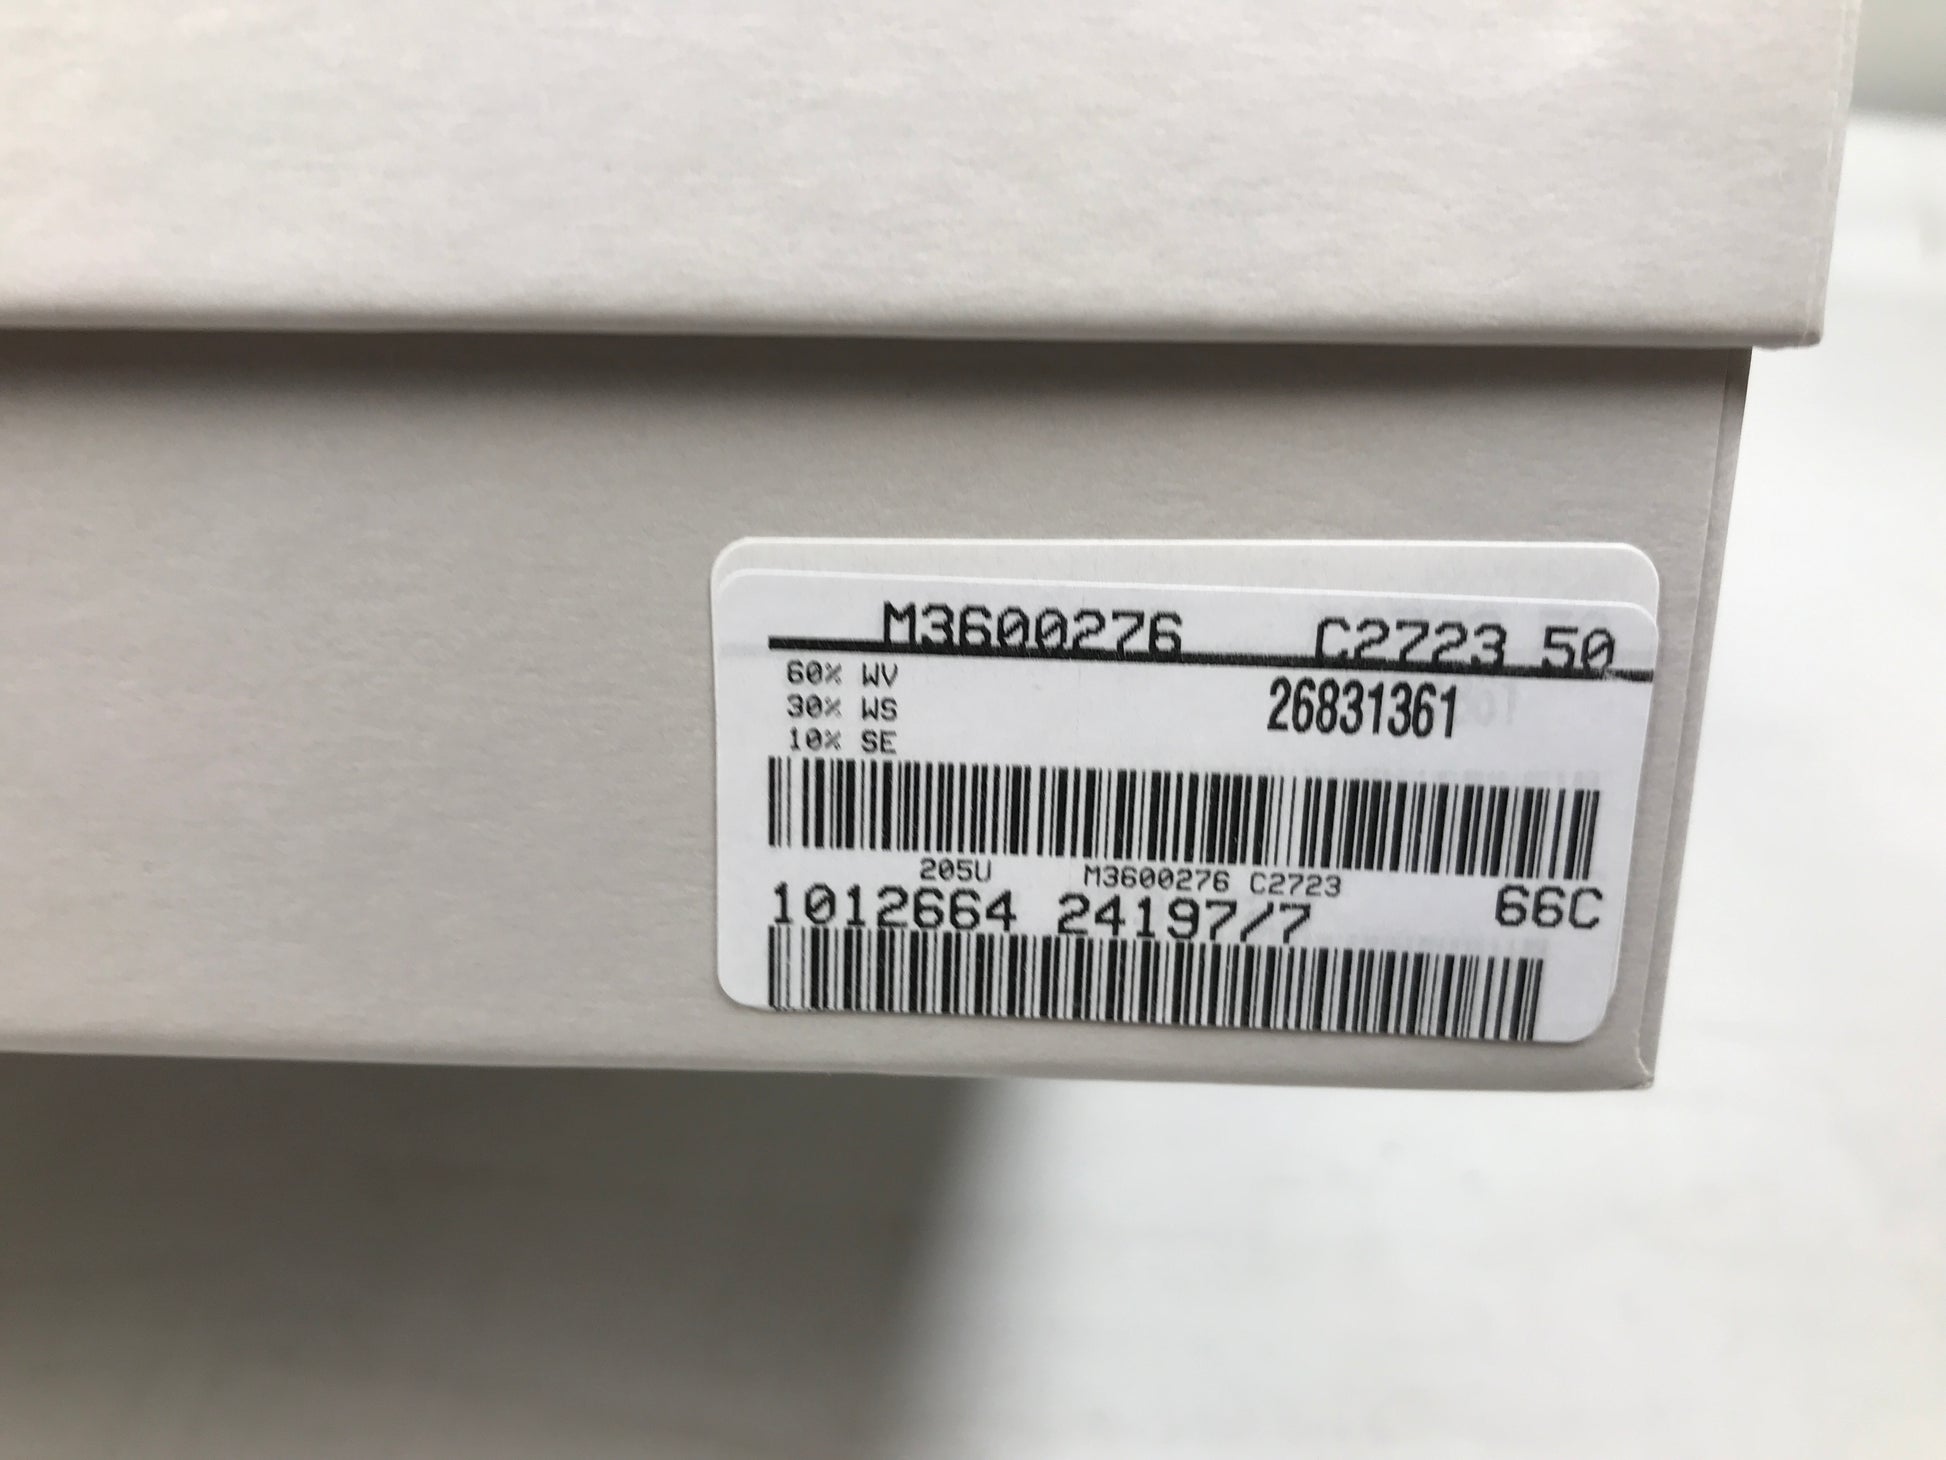 M3600276 C2723 50
60% WV
30% WS
10% SE
26831361
205U M3600276 C2723
1012664 24197/7 66C